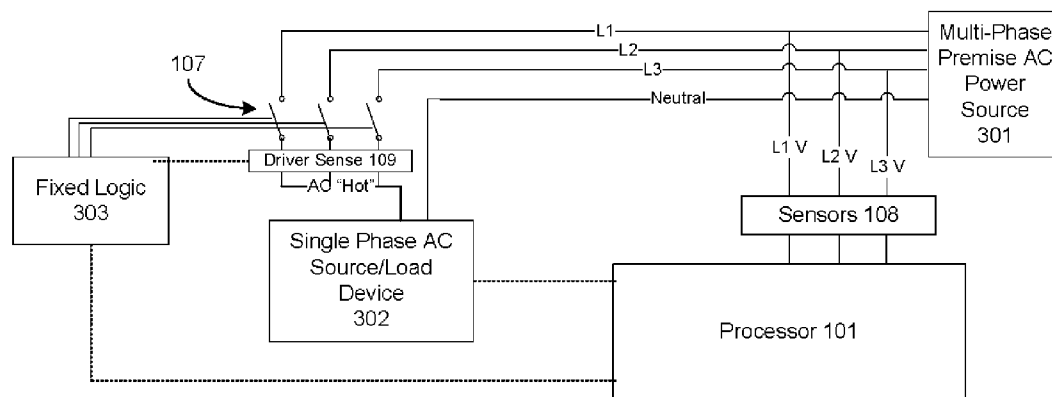 L1
L2
L3
Neutral
Multi-Phase
Premise AC
Power
Source
301
107
L1 V
L2 V
L3 V
Driver Sense 109
AC "Hot"
Fixed Logic
303
Sensors 108
Single Phase AC
Source/Load
Device
302
Processor 101